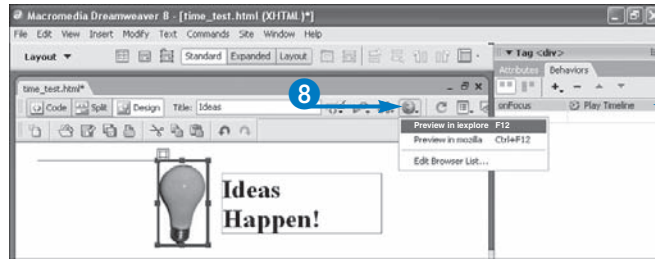 Macromedia Dreamweaver 8 - [time_test.html (XHTML)*]
File Edit View Insert Modify Text Commands Site Window Help
Layout Standard Expanded Layout
Tag <div>
Attributes Behaviors
time_test.html*
Code Split Design Title: Ideas
8
onFocus Play Timeline
Preview in iexplore F12
Preview in mozilla Ctrl+F12
Edit Browser List...
Ideas
Happen!